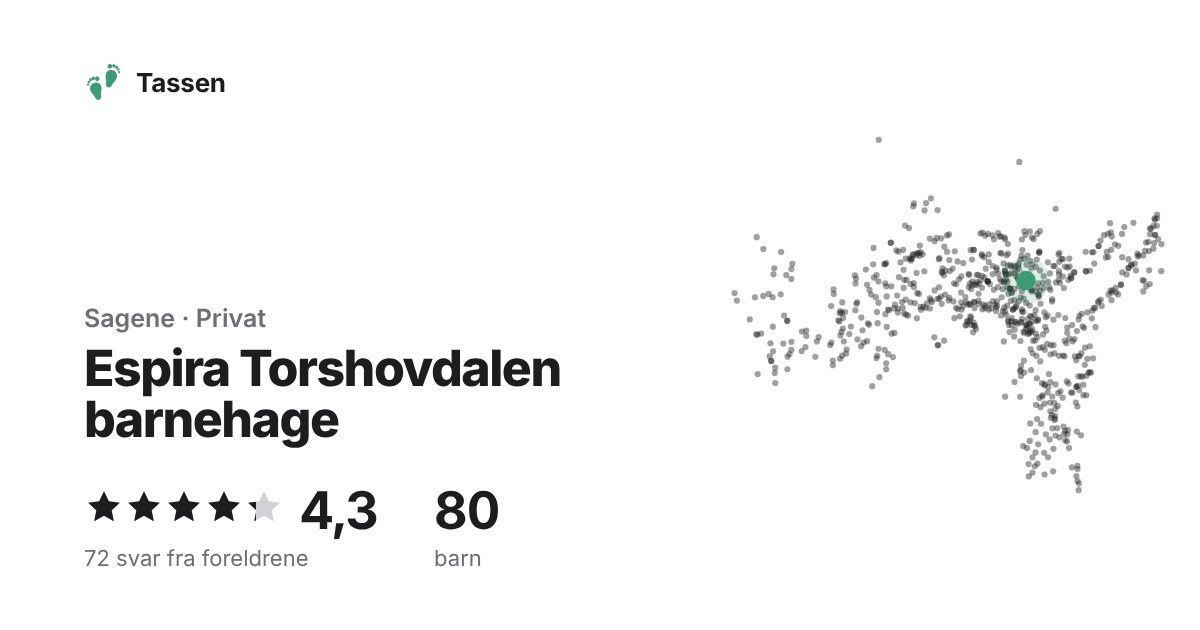 Tassen
Sagene · Privat
Espira Torshovdalen
barnehage
4,3
80
72 svar fra foreldrene
barn